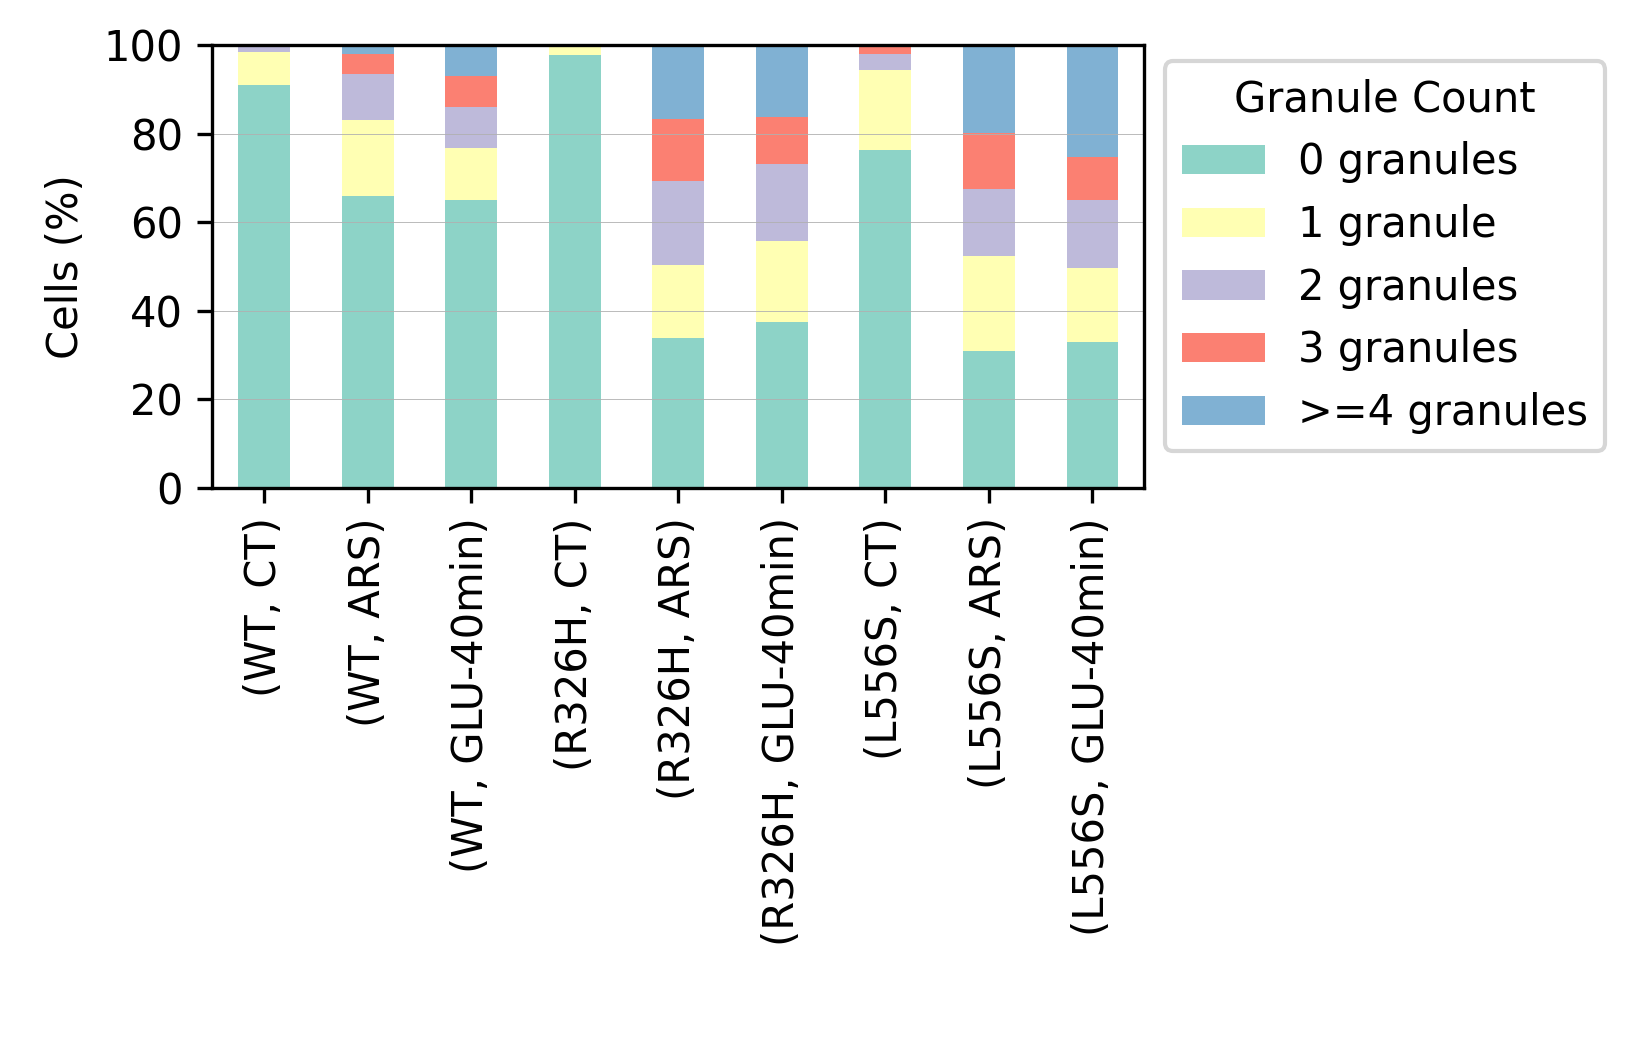 100
80
60
40
20
0
Cells (%)
(WT, CT)
(WT, ARS)
(WT, GLU-40min)
(R326H, CT)
(R326H, ARS)
(R326H, GLU-40min)
(L556S, CT)
(L556S, ARS)
(L556S, GLU-40min)
Granule Count
0 granules
1 granule
2 granules
3 granules
>=4 granules